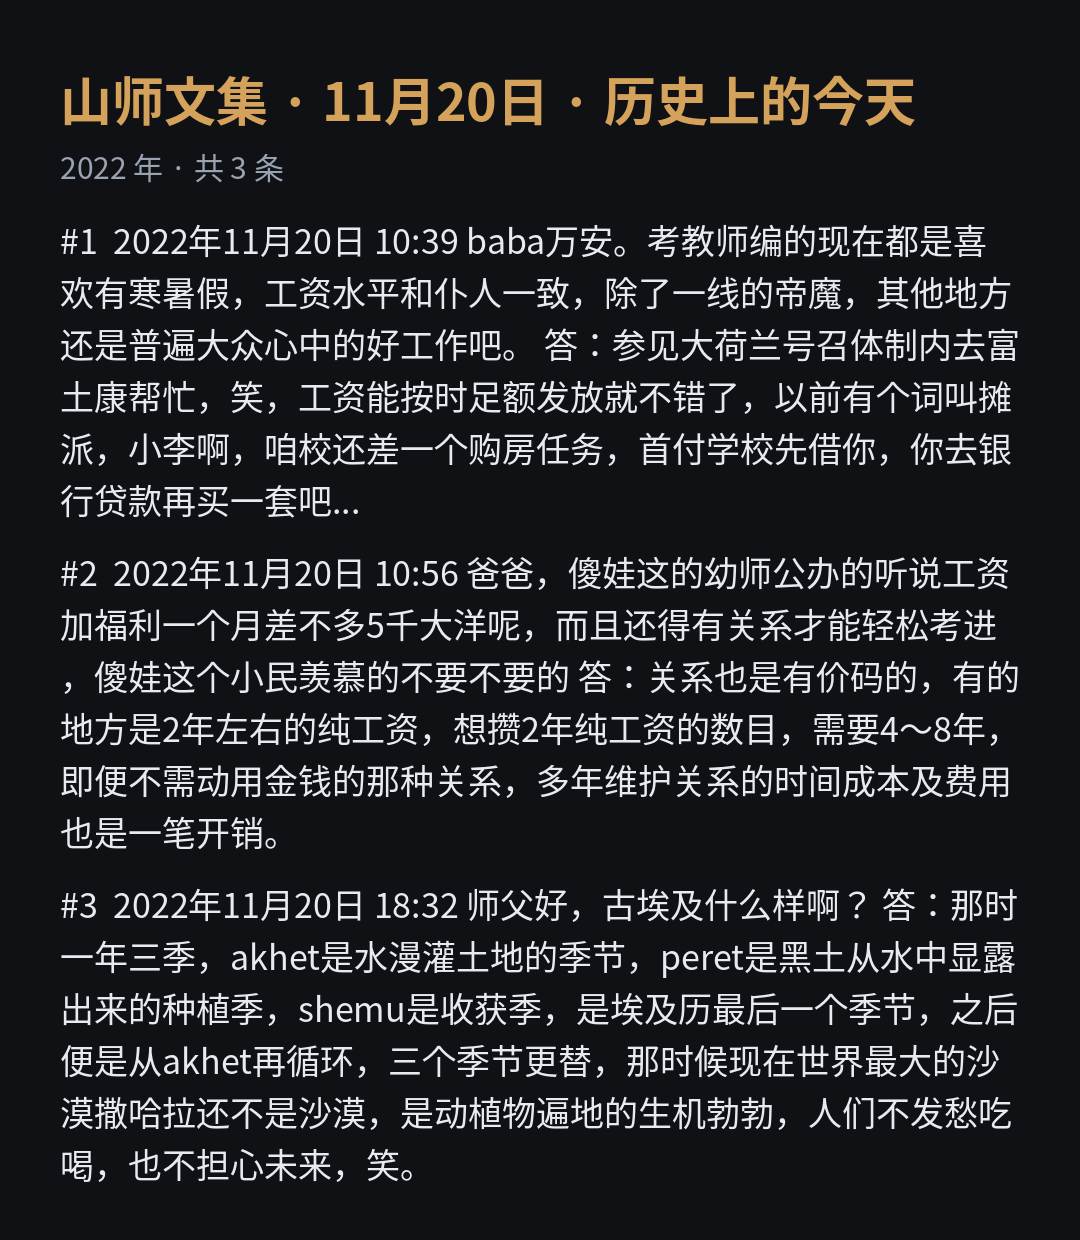 山师文集 · 11月20日 · 历史上的今天
2022 年 · 共 3 条
#1 2022年11月20日 10:39 baba万安。考教师编的现在都是喜
欢有寒暑假，工资水平和仆人一致，除了一线的帝魔，其他地方
还是普遍大众心中的好工作吧。 答：参见大荷兰号召体制内去富
士康帮忙，笑，工资能按时足额发放就不错了，以前有个词叫摊
派，小李啊，咱校还差一个购房任务，首付学校先借你，你去银
行贷款再买一套吧...
#2 2022年11月20日 10:56 爸爸，傻娃这的幼师公办的听说工资
加福利一个月差不多5千大洋呢，而且还得有关系才能轻松考进
，傻娃这个小民羡慕的不要不要的 答：关系也是有价码的，有的
地方是2年左右的纯工资，想攒2年纯工资的数目，需要4～8年，
即便不需动用金钱的那种关系，多年维护关系的时间成本及费用
也是一笔开销。
#3 2022年11月20日 18:32 师父好，古埃及什么样啊？ 答：那时
一年三季，akhet是水漫灌土地的季节，peret是黑土从水中显露
出来的种植季，shemu是收获季，是埃及历最后一个季节，之后
便是从akhet再循环，三个季节更替，那时候现在世界最大的沙
漠撒哈拉还不是沙漠，是动植物遍地的生机勃勃，人们不发愁吃
喝，也不担心未来，笑。